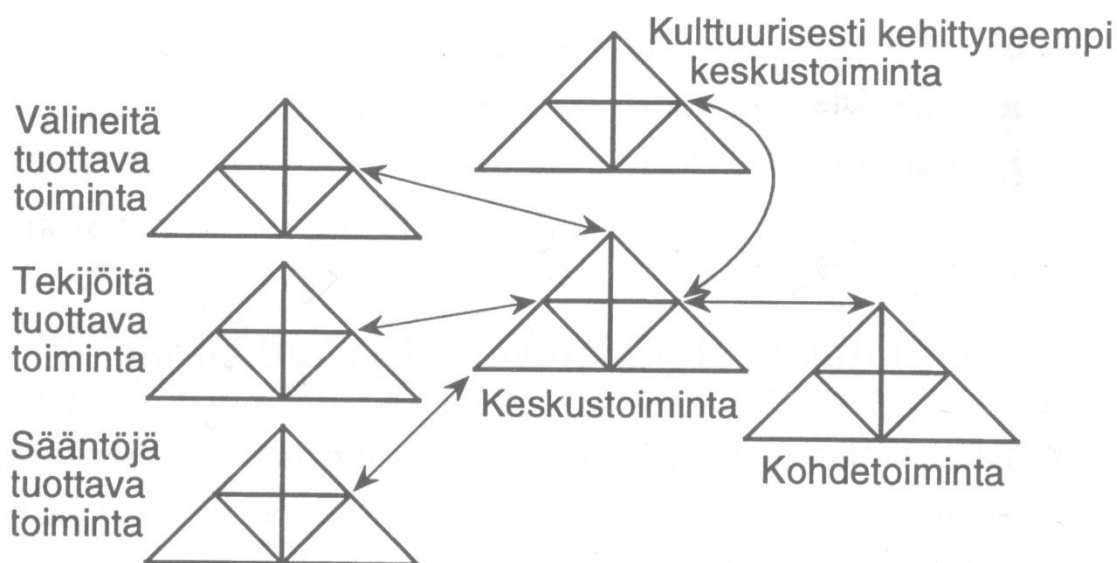 Kulttuurisesti kehittyneempi
keskustoiminta
Välineitä
tuottava
toiminta
Tekijöitä
tuottava
toiminta
Keskustoiminta
Sääntöjä
tuottava
toiminta
Kohdetoiminta